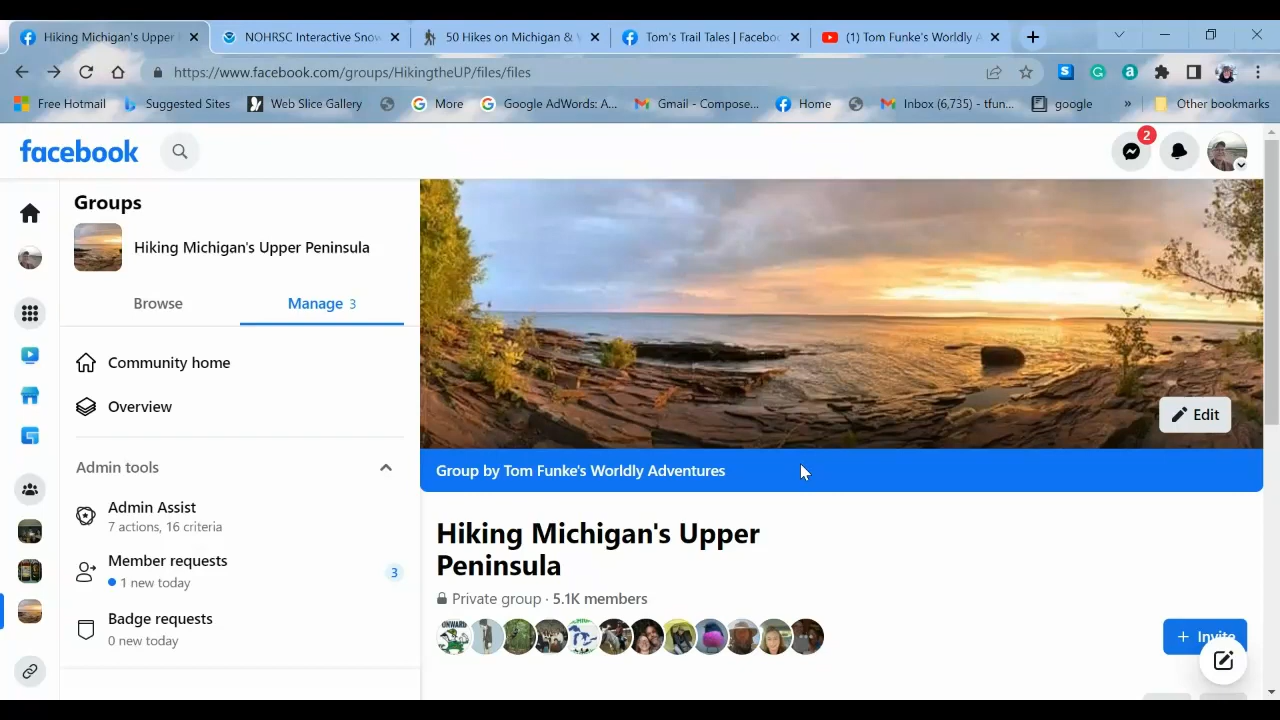 Hiking Michigan's Upper
NOHRSC Interactive Snow
50 Hikes on Michigan &
Tom's Trail Tales | Faceboo
(1) Tom Funke's Worldly A
https://www.facebook.com/groups/HikingtheUP/files/files
Free Hotmail
Suggested Sites
Web Slice Gallery
More
Google AdWords: A...
Gmail - Compose...
Home
Inbox (6,735) - tfun...
google
»
Other bookmarks
facebook
2
Groups
Hiking Michigan's Upper Peninsula
Browse
Manage 3
Community home
Overview
Admin tools
Admin Assist
7 actions, 16 criteria
Member requests
1 new today
3
Badge requests
0 new today
Edit
Group by Tom Funke's Worldly Adventures
Hiking Michigan's Upper
Peninsula
Private group · 5.1K members
ONWARD
+ Invite